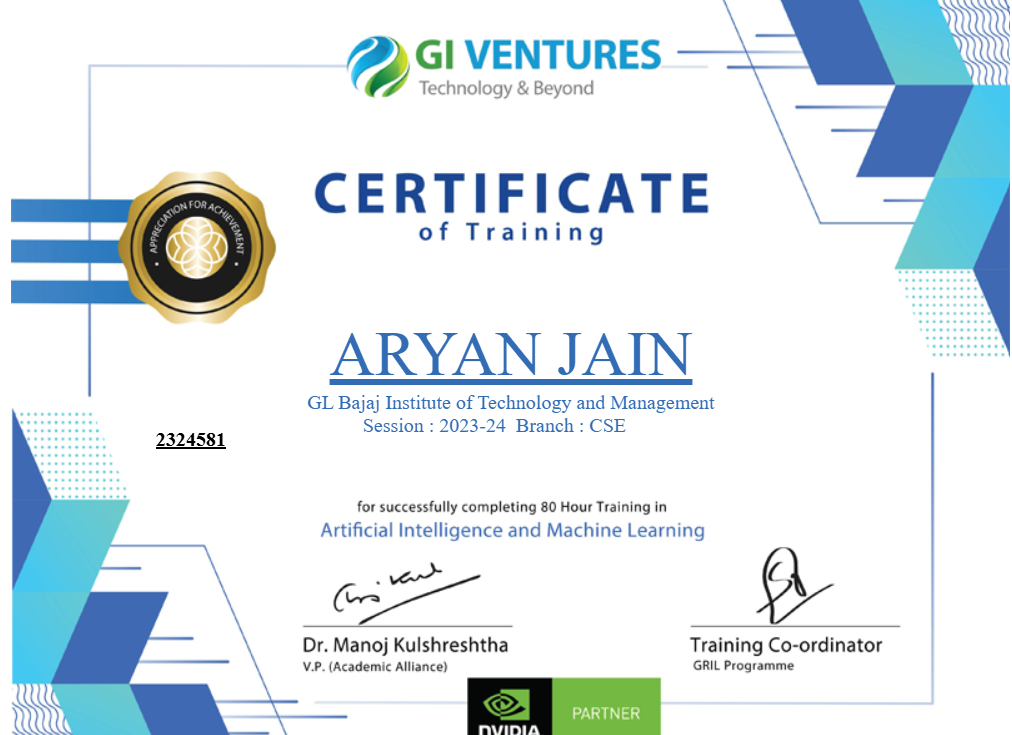 GI VENTURES
Technology & Beyond
CERTIFICATE
of Training
APPRECIATION FOR ACHIEVEMENT
ARYAN JAIN
GL Bajaj Institute of Technology and Management
Session : 2023-24 Branch : CSE
2324581
for successfully completing 80 Hour Training in
Artificial Intelligence and Machine Learning
Dr. Manoj Kulshreshtha
V.P. (Academic Alliance)
Training Co-ordinator
GRIL Programme
NVIDIA
PARTNER